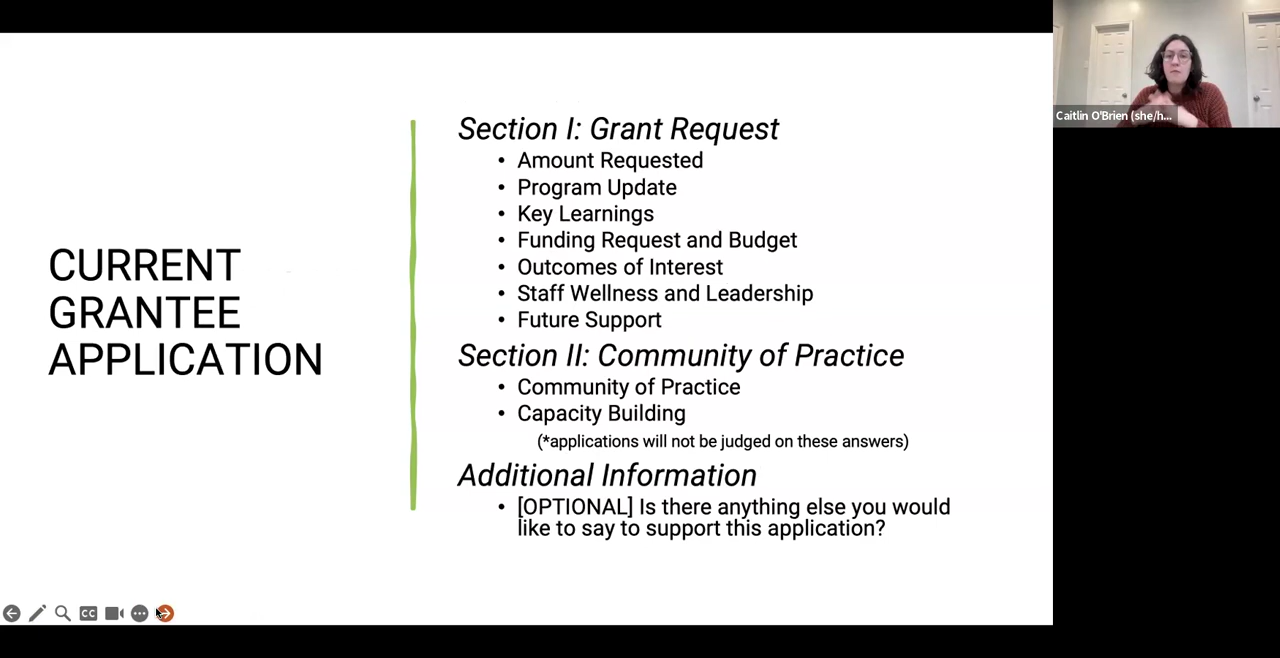 Caitlin O'Brien (she/h...
CURRENT
GRANTEE
APPLICATION
Section I: Grant Request
• Amount Requested
• Program Update
• Key Learnings
• Funding Request and Budget
• Outcomes of Interest
• Staff Wellness and Leadership
• Future Support
Section II: Community of Practice
• Community of Practice
• Capacity Building
(*applications will not be judged on these answers)
Additional Information
• [OPTIONAL] Is there anything else you would
like to say to support this application?
CC